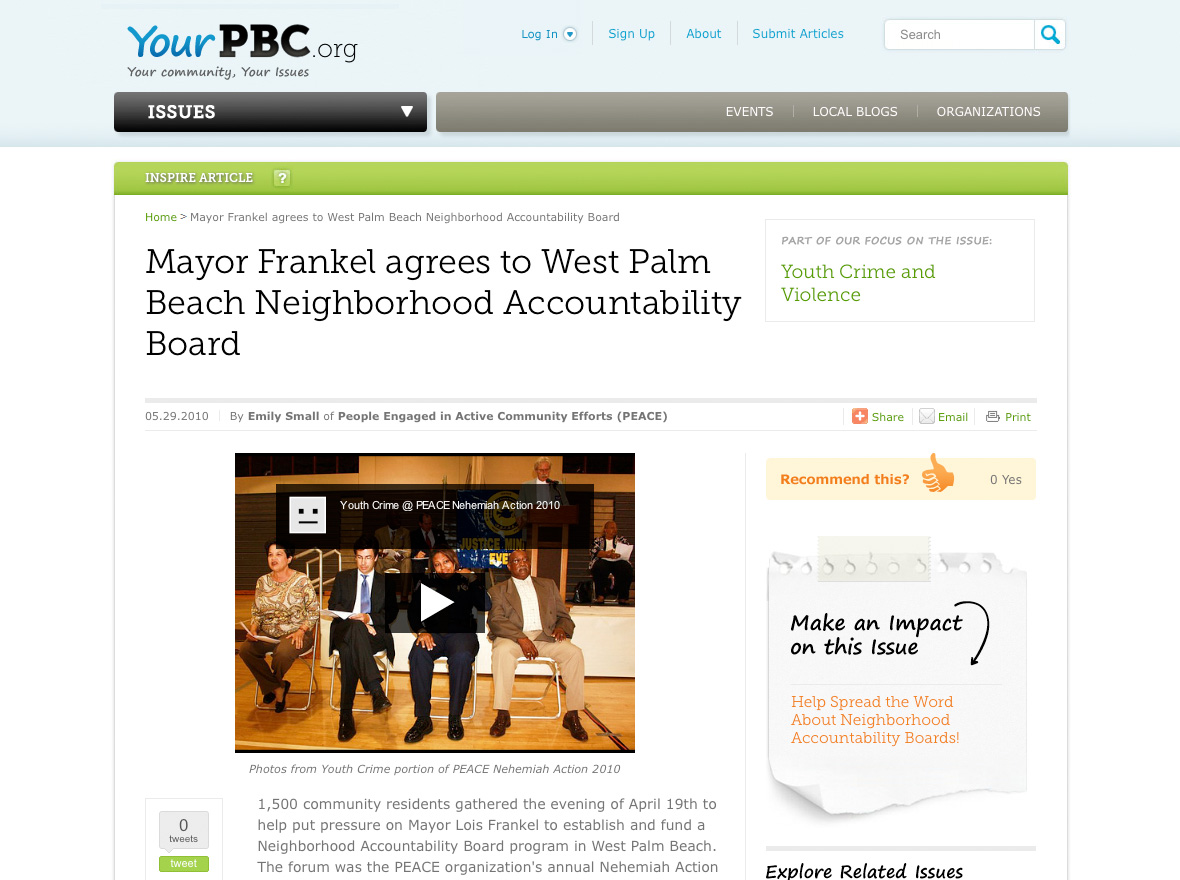 YourPBC.org
Your community, Your Issues
Log In
Sign Up
About
Submit Articles
Search
ISSUES
EVENTS
LOCAL BLOGS
ORGANIZATIONS
INSPIRE ARTICLE ?
Home > Mayor Frankel agrees to West Palm Beach Neighborhood Accountability Board
Mayor Frankel agrees to West Palm
Beach Neighborhood Accountability
Board
PART OF OUR FOCUS ON THE ISSUE:
Youth Crime and
Violence
05.29.2010
By Emily Small of People Engaged in Active Community Efforts (PEACE)
Share
Email
Print
Youth Crime @ PEACE Nehemiah Action 2010
JUSTICE
Photos from Youth Crime portion of PEACE Nehemiah Action 2010
0
tweets
tweet
1,500 community residents gathered the evening of April 19th to
help put pressure on Mayor Lois Frankel to establish and fund a
Neighborhood Accountability Board program in West Palm Beach.
The forum was the PEACE organization's annual Nehemiah Action
Recommend this?
0 Yes
Make an Impact
on this Issue
Help Spread the Word
About Neighborhood
Accountability Boards!
Explore Related Issues